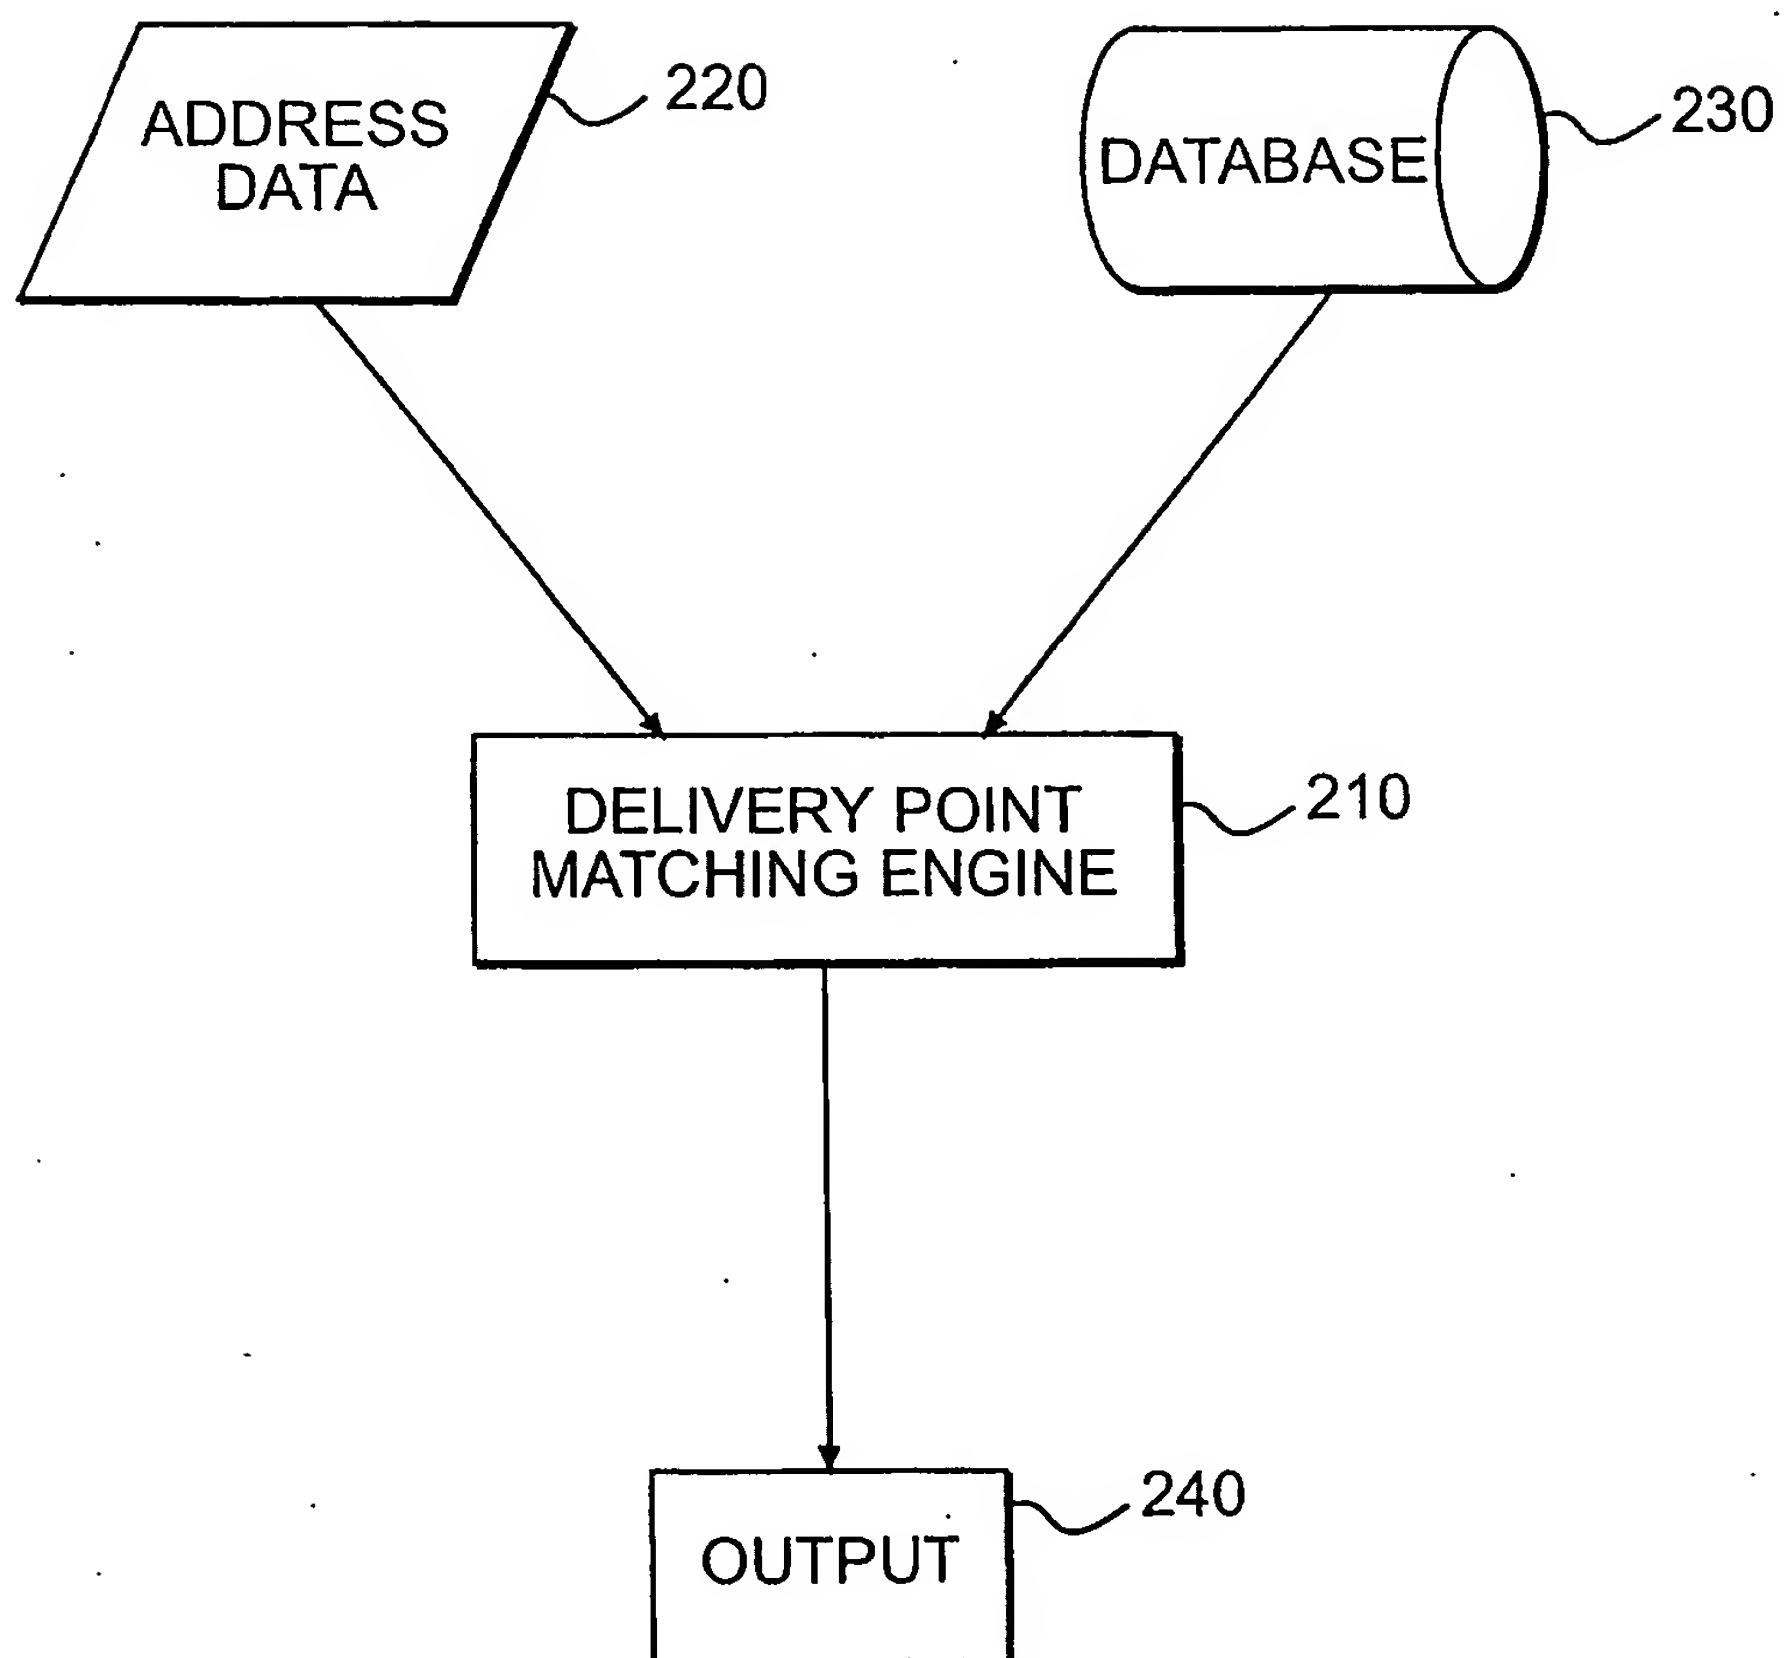 ADDRESS
DATA
220
DATABASE
230
DELIVERY POINT
MATCHING ENGINE
210
OUTPUT
240